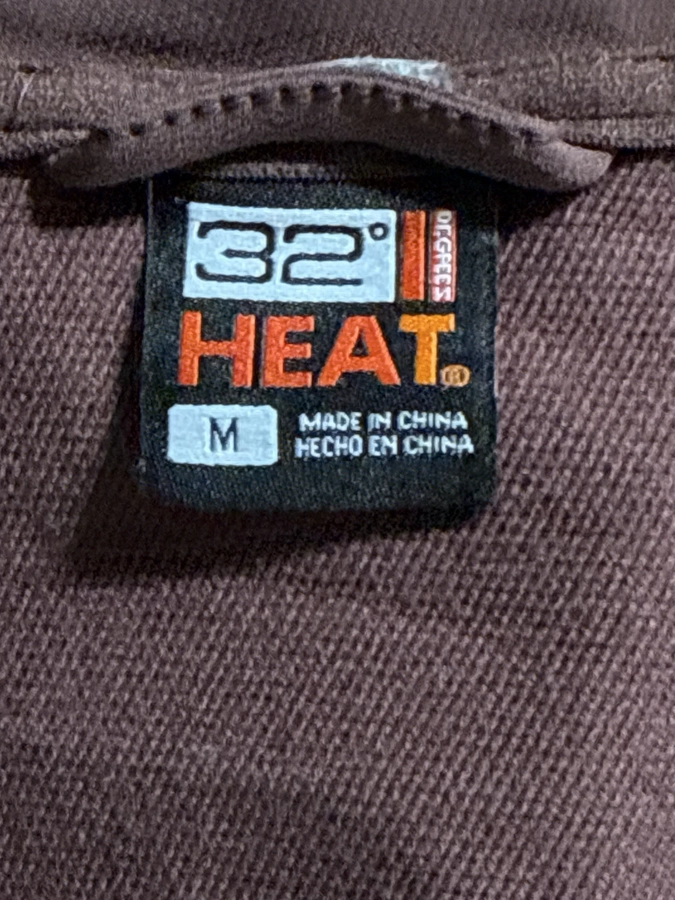 32° DEGREES
HEAT®
M
MADE IN CHINA
HECHO EN CHINA